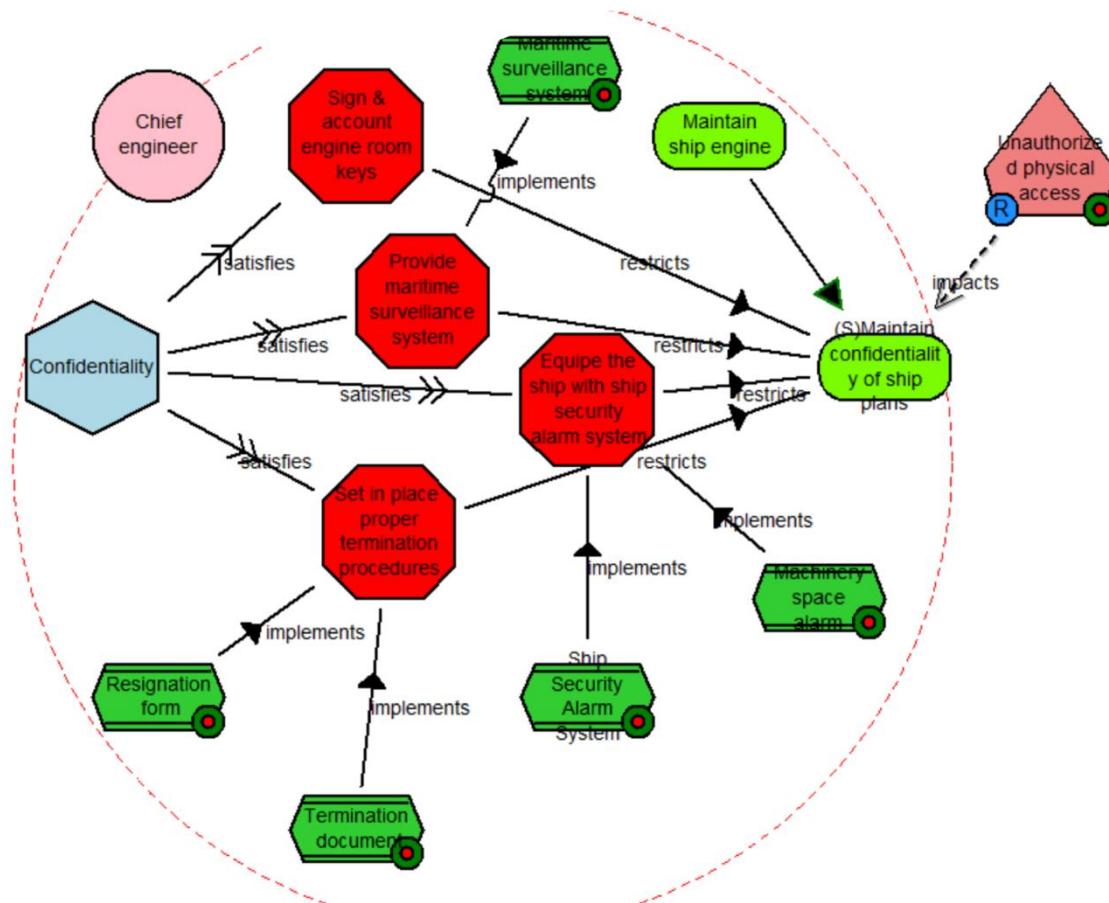 Maritime
surveillance
system
Chief
engineer
Sign &
account
engine room
keys
Maintain
ship engine
Unauthorize
d physical
access
R
implements
satisfies
restricts
Provide
maritime
surveillance
system
impacts
satisfies
restricts
(S)Maintain
confidentialit
y of ship
plans
Confidentiality
Equipe the
ship with ship
security
alarm system
satisfies
restricts
satisfies
restricts
Set in place
proper
termination
procedures
implements
implements
Machinery
space
alarm
implements
Resignation
form
Ship
Security
Alarm
System
implements
Termination
document